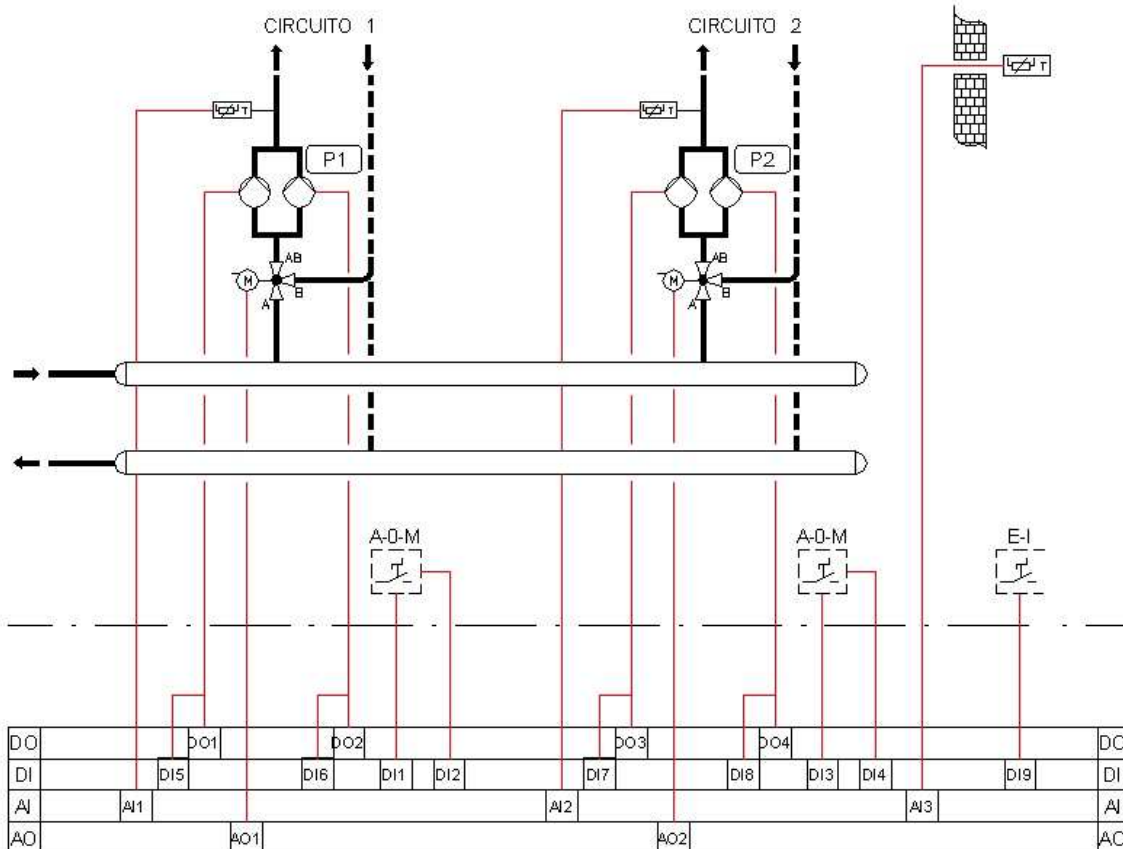 CIRCUITO 1
CIRCUITO 2
T
T
T
P1
P2
AB
M
B
A
AB
M
B
A
A-0-M
A-0-M
E-I
DO
DO1
DO2
DO3
DO4
DO
DI
DI5
DI6
DI1
DI2
DI7
DI8
DI3
DI4
DI9
DI
AI
AI1
AI2
AI3
AI
AO
AO1
AO2
AO